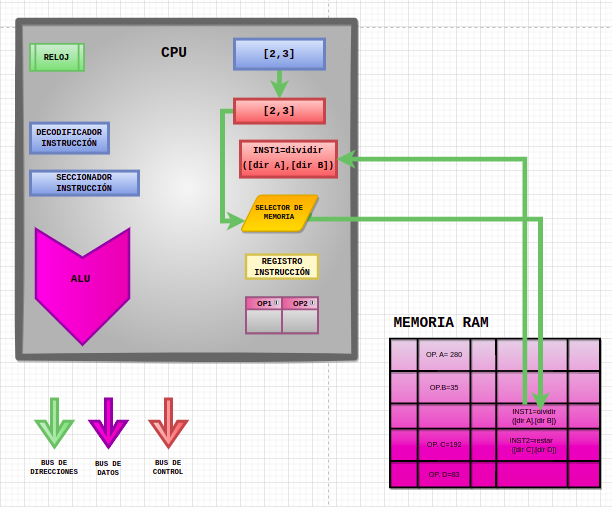 CPU
RELOJ
[2,3]
[2,3]
DECODIFICADOR
INSTRUCCIÓN
INST1=dividir
([dir A],[dir B])
SECCIONADOR
INSTRUCCIÓN
SELECTOR DE
MEMORIA
ALU
REGISTRO
INSTRUCCIÓN
OP1 OP2
MEMORIA RAM
OP. A= 280
OP.B=35
INST1=dividir
([dir A],[dir B])
OP. C=192
INST2=restar
([dir C],[dir D])
OP. D=83
BUS DE
DIRECCIONES
BUS DE
DATOS
BUS DE
CONTROL